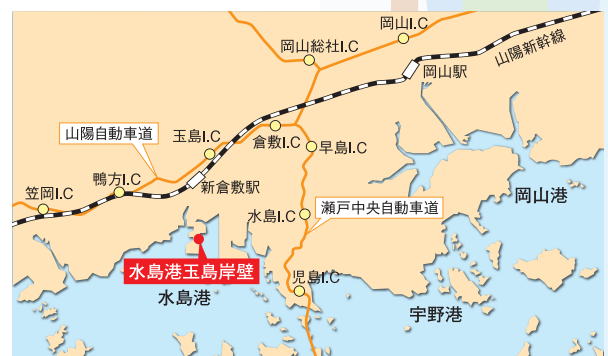 岡山I.C
岡山総社I.C
山陽新幹線
岡山駅
山陽自動車道
玉島I.C
倉敷I.C
早島I.C
鴨方I.C
新倉敷駅
笠岡I.C
岡山港
水島I.C
瀬戸中央自動車道
水島港玉島岸壁
水島港
児島I.C
宇野港